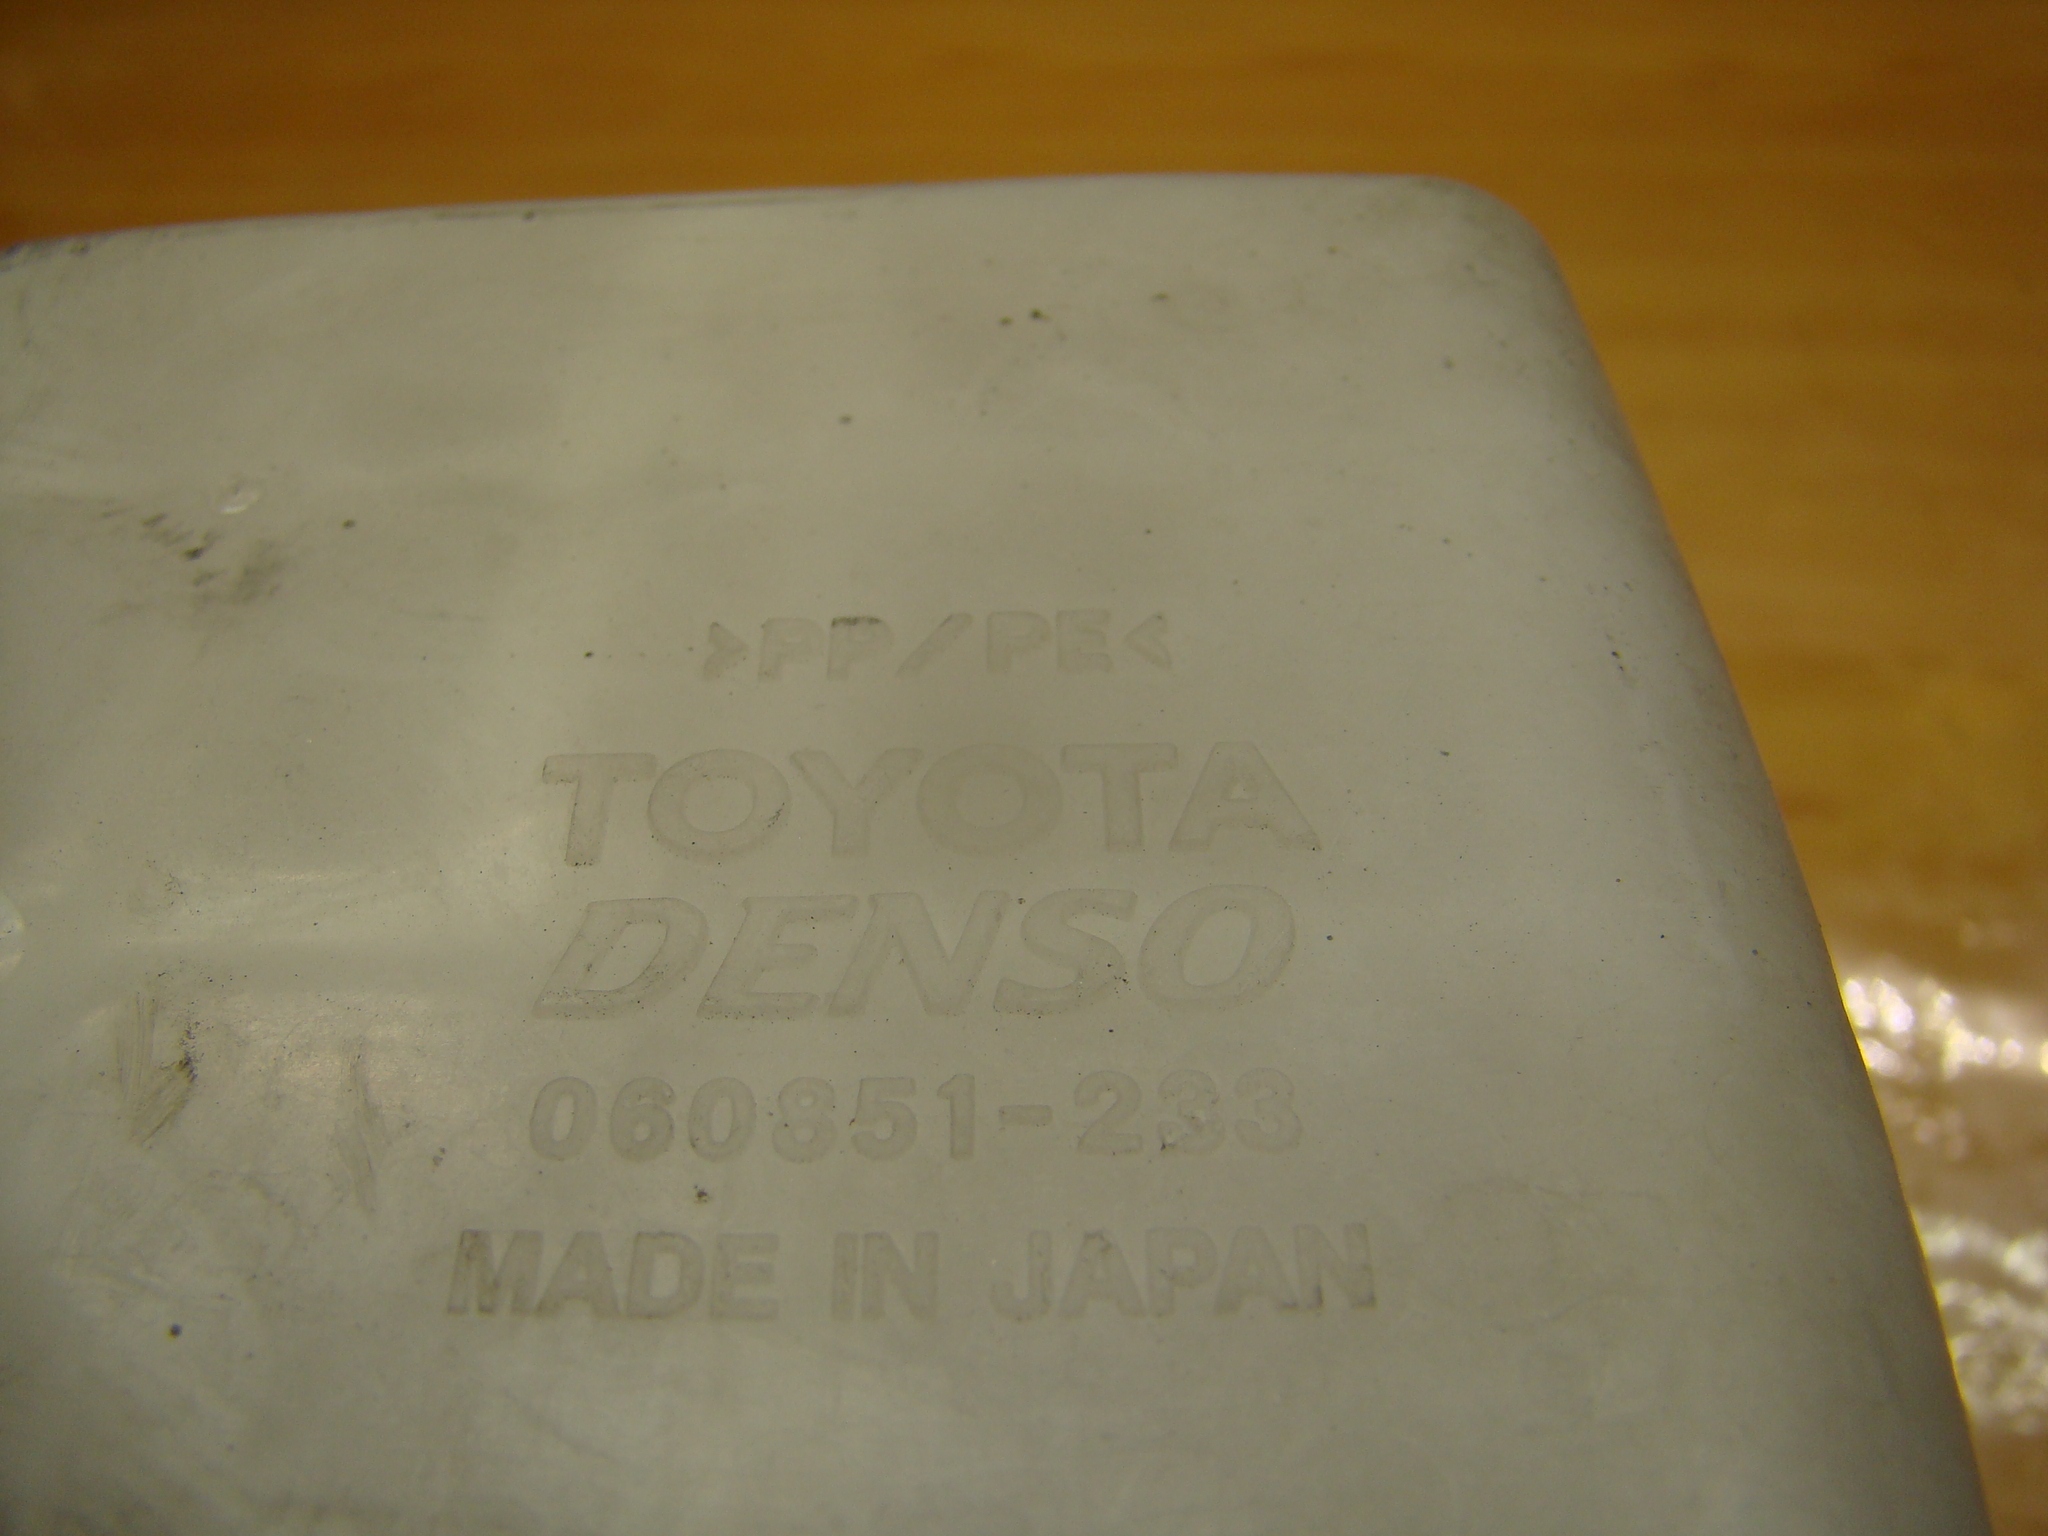 >PP/PE<
TOYOTA
DENSO
060851-233
MADE IN JAPAN